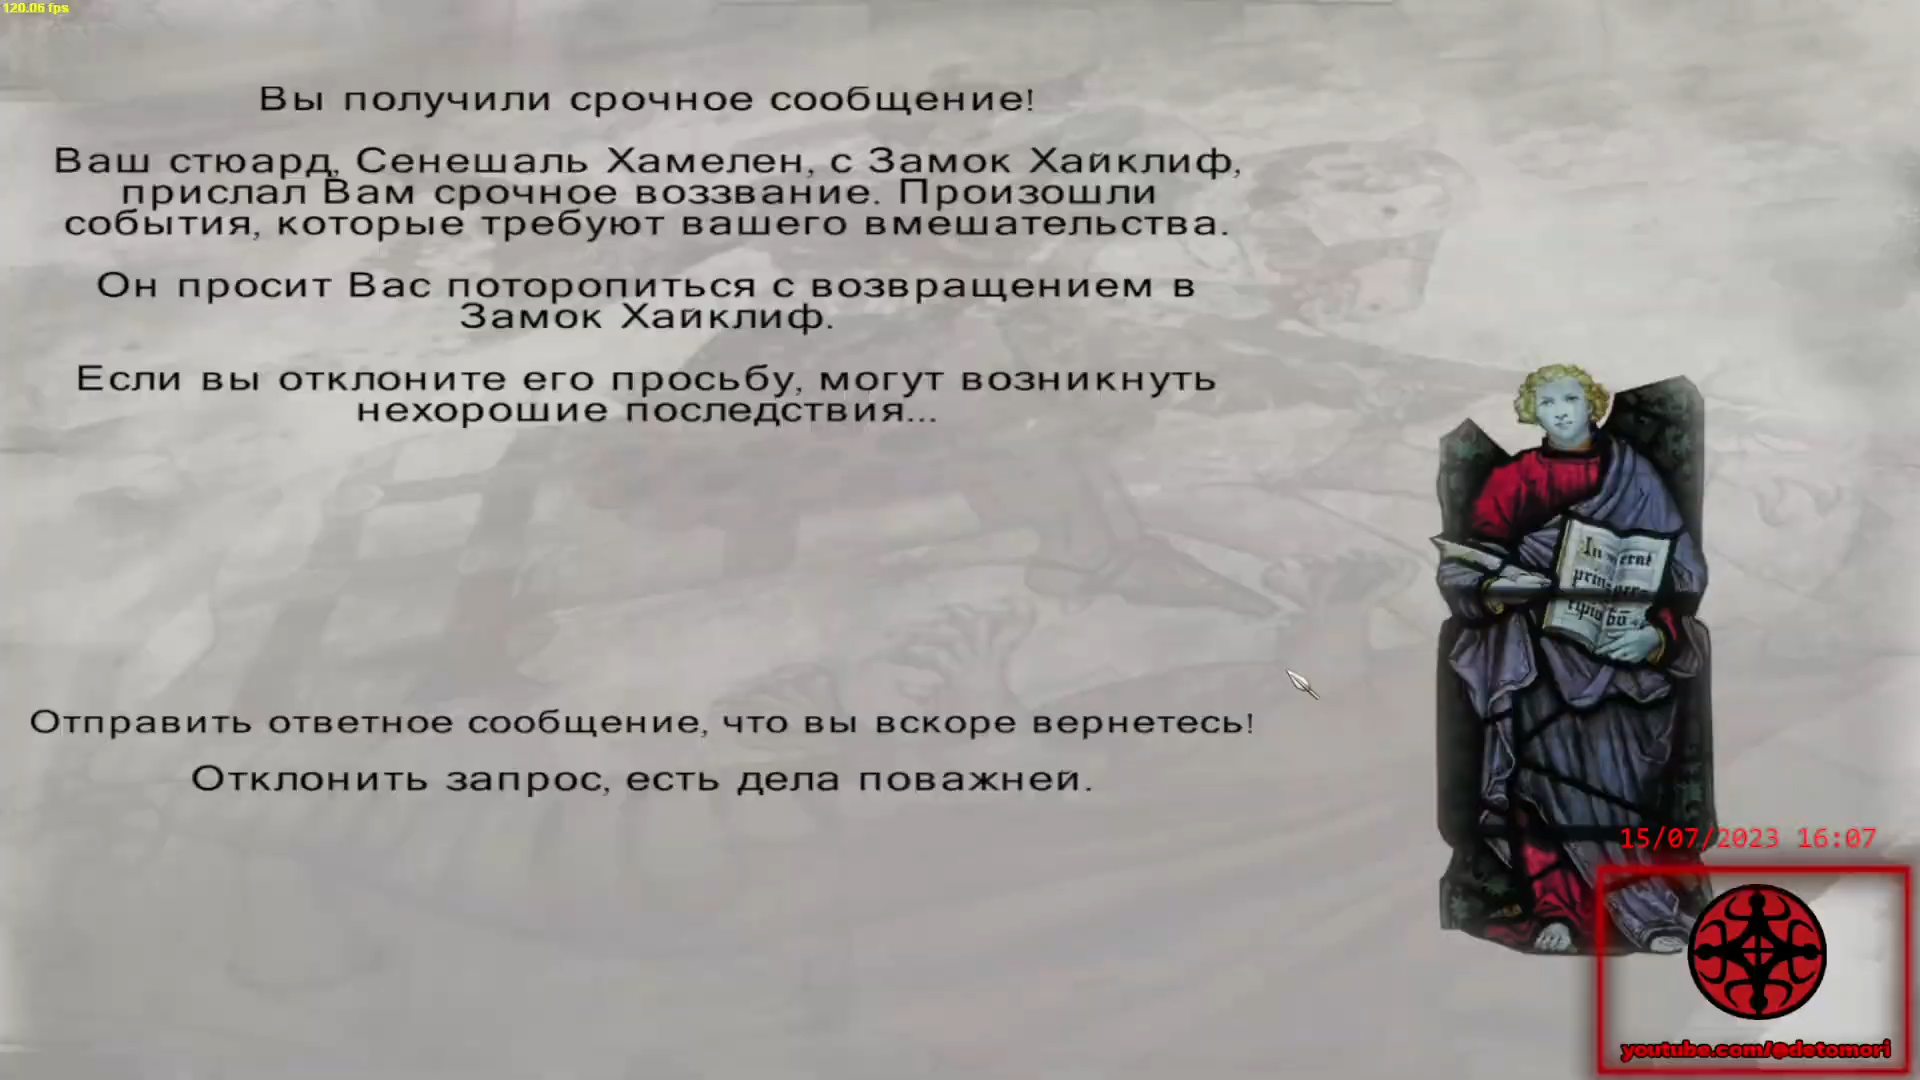 120.06 fps
Вы получили срочное сообщение!
Ваш стюард, Сенешаль Хамелен, с Замок Хайклиф,
прислал Вам срочное воззвание. Произошли
события, которые требуют вашего вмешательства.
Он просит Вас поторопиться с возвращением в
Замок Хайклиф.
Если вы отклоните его просьбу, могут возникнуть
нехорошие последствия...
In erat
prin
Отправить ответное сообщение, что вы вскоре вернетесь!
Отклонить запрос, есть дела поважней.
15/07/2023 16:07
youtube.com/@detomori